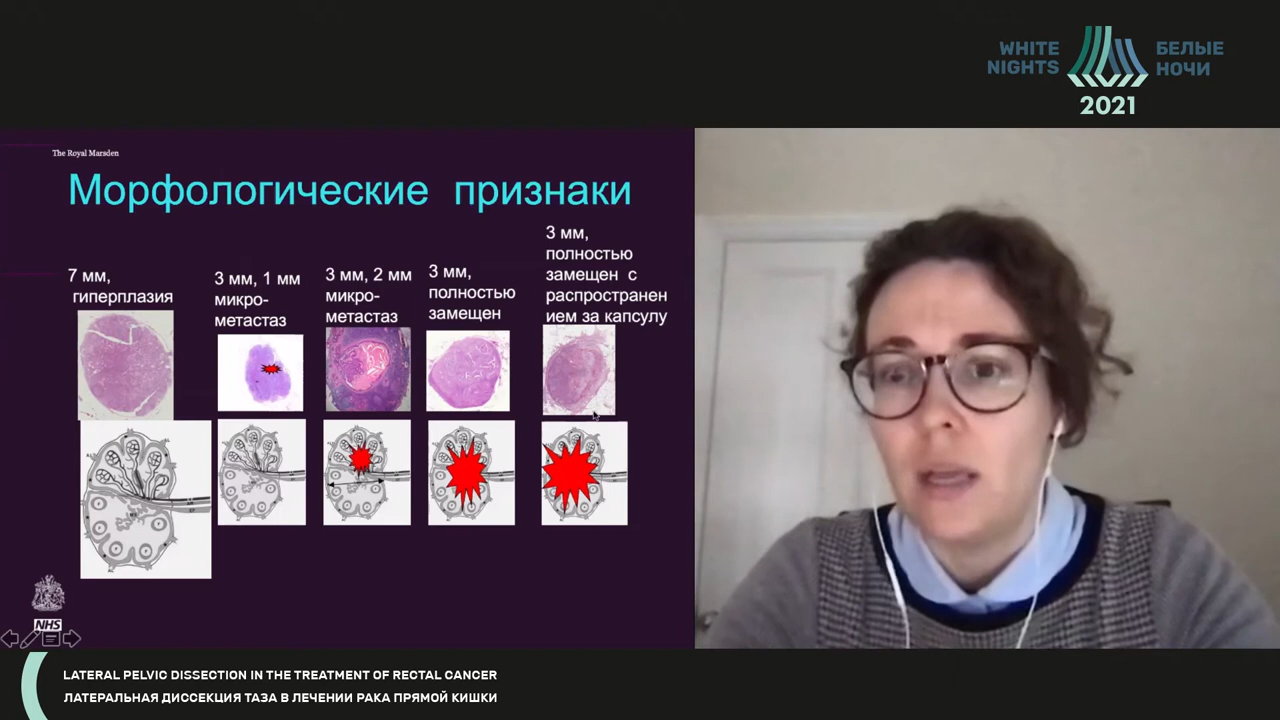 WHITE
NIGHTS
БЕЛЫЕ
НОЧИ
2021
The Royal Marsden
Морфологические признаки
7 мм,
гиперплазия
3 мм, 1 мм
микро-
метастаз
3 мм, 2 мм
микро-
метастаз
3 мм,
полностью
замещен
3 мм,
полностью
замещен с
распространен
ием за капсулу
NHS
LATERAL PELVIC DISSECTION IN THE TREATMENT OF RECTAL CANCER
ЛАТЕРАЛЬНАЯ ДИССЕКЦИЯ ТАЗА В ЛЕЧЕНИИ РАКА ПРЯМОЙ КИШКИ